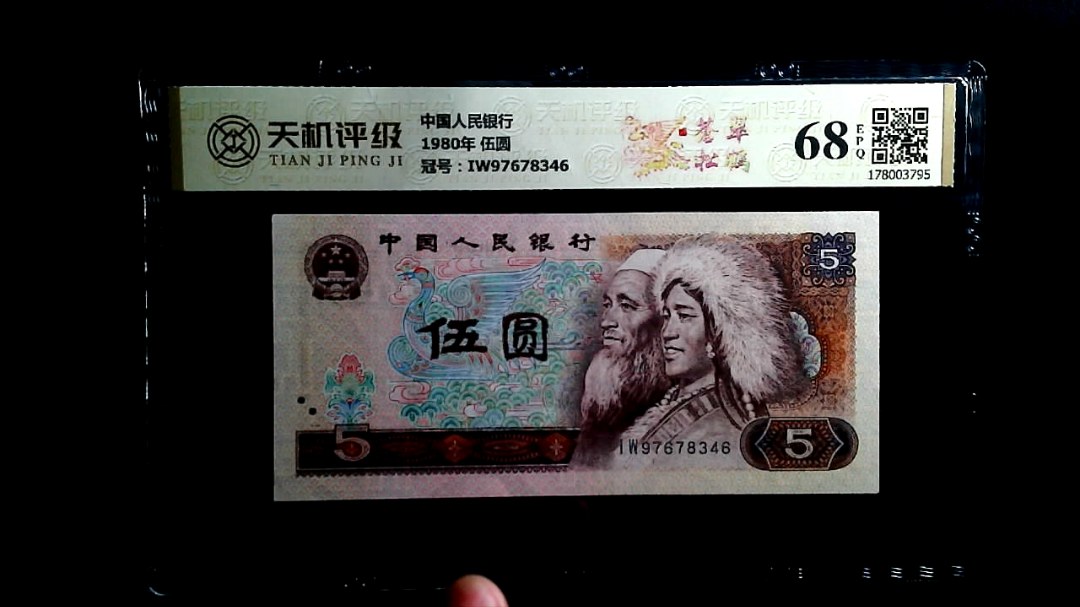 天机评级
TIAN JI PING JI
中国人民银行
1980年 伍圆
冠号：IW97678346
苍翠
松鹤
68
EPQ
178003795
中国人民银行
5
伍圆
5
IW97678346
5